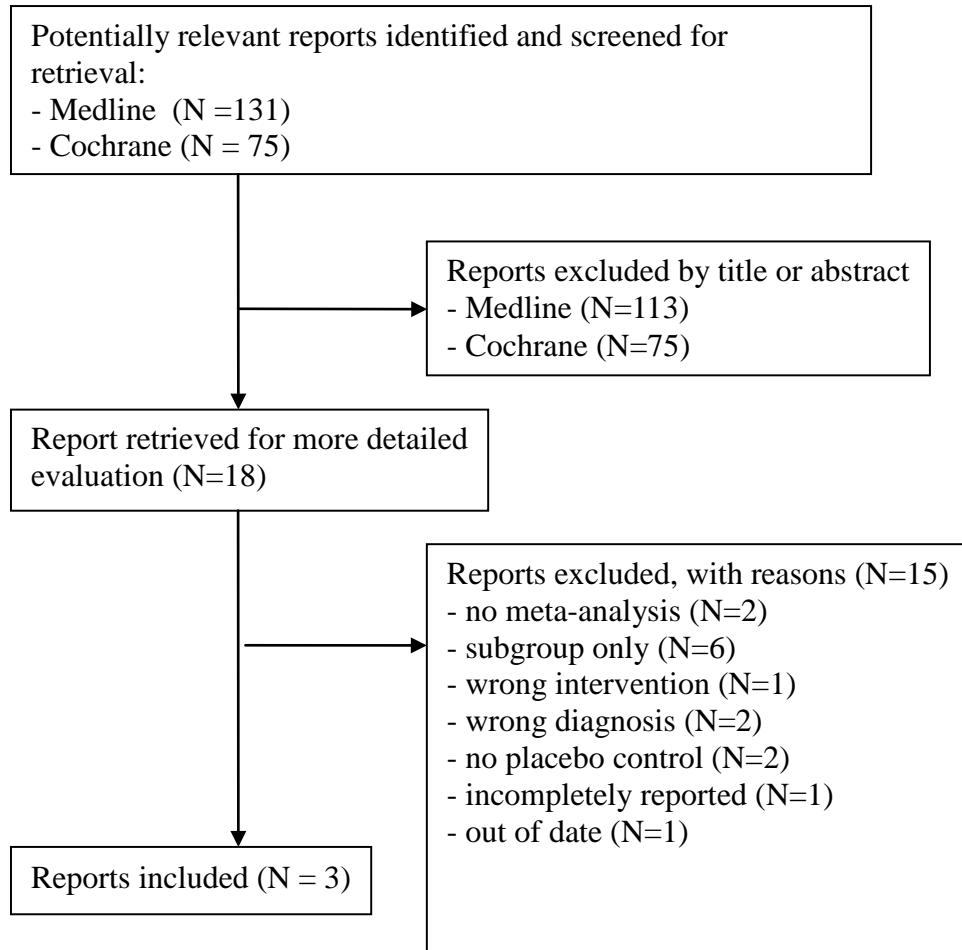 Potentially relevant reports identified and screened for
retrieval:
- Medline  (N =131)
- Cochrane (N = 75)
Reports excluded by title or abstract
- Medline (N=113)
- Cochrane (N=75)
Report retrieved for more detailed
evaluation (N=18)
Reports excluded, with reasons (N=15)
- no meta-analysis (N=2)
- subgroup only (N=6)
- wrong intervention (N=1)
- wrong diagnosis (N=2)
- no placebo control (N=2)
- incompletely reported (N=1)
- out of date (N=1)
Reports included (N = 3)